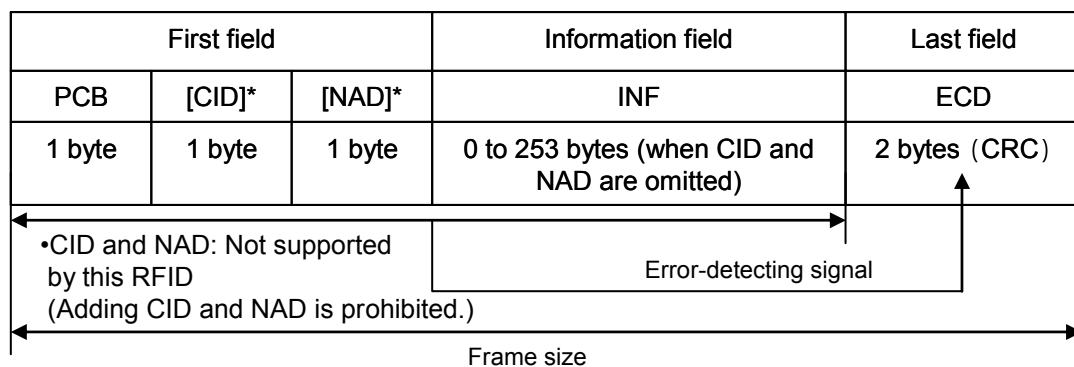 First field Information field Last field
PCB [CID]* [NAD]* INF ECD
1 byte 1 byte 1 byte 0 to 253 bytes (when CID and NAD are omitted) 2 bytes (CRC)
•CID and NAD: Not supported
by this RFID
(Adding CID and NAD is prohibited.)
Error-detecting signal
Frame size